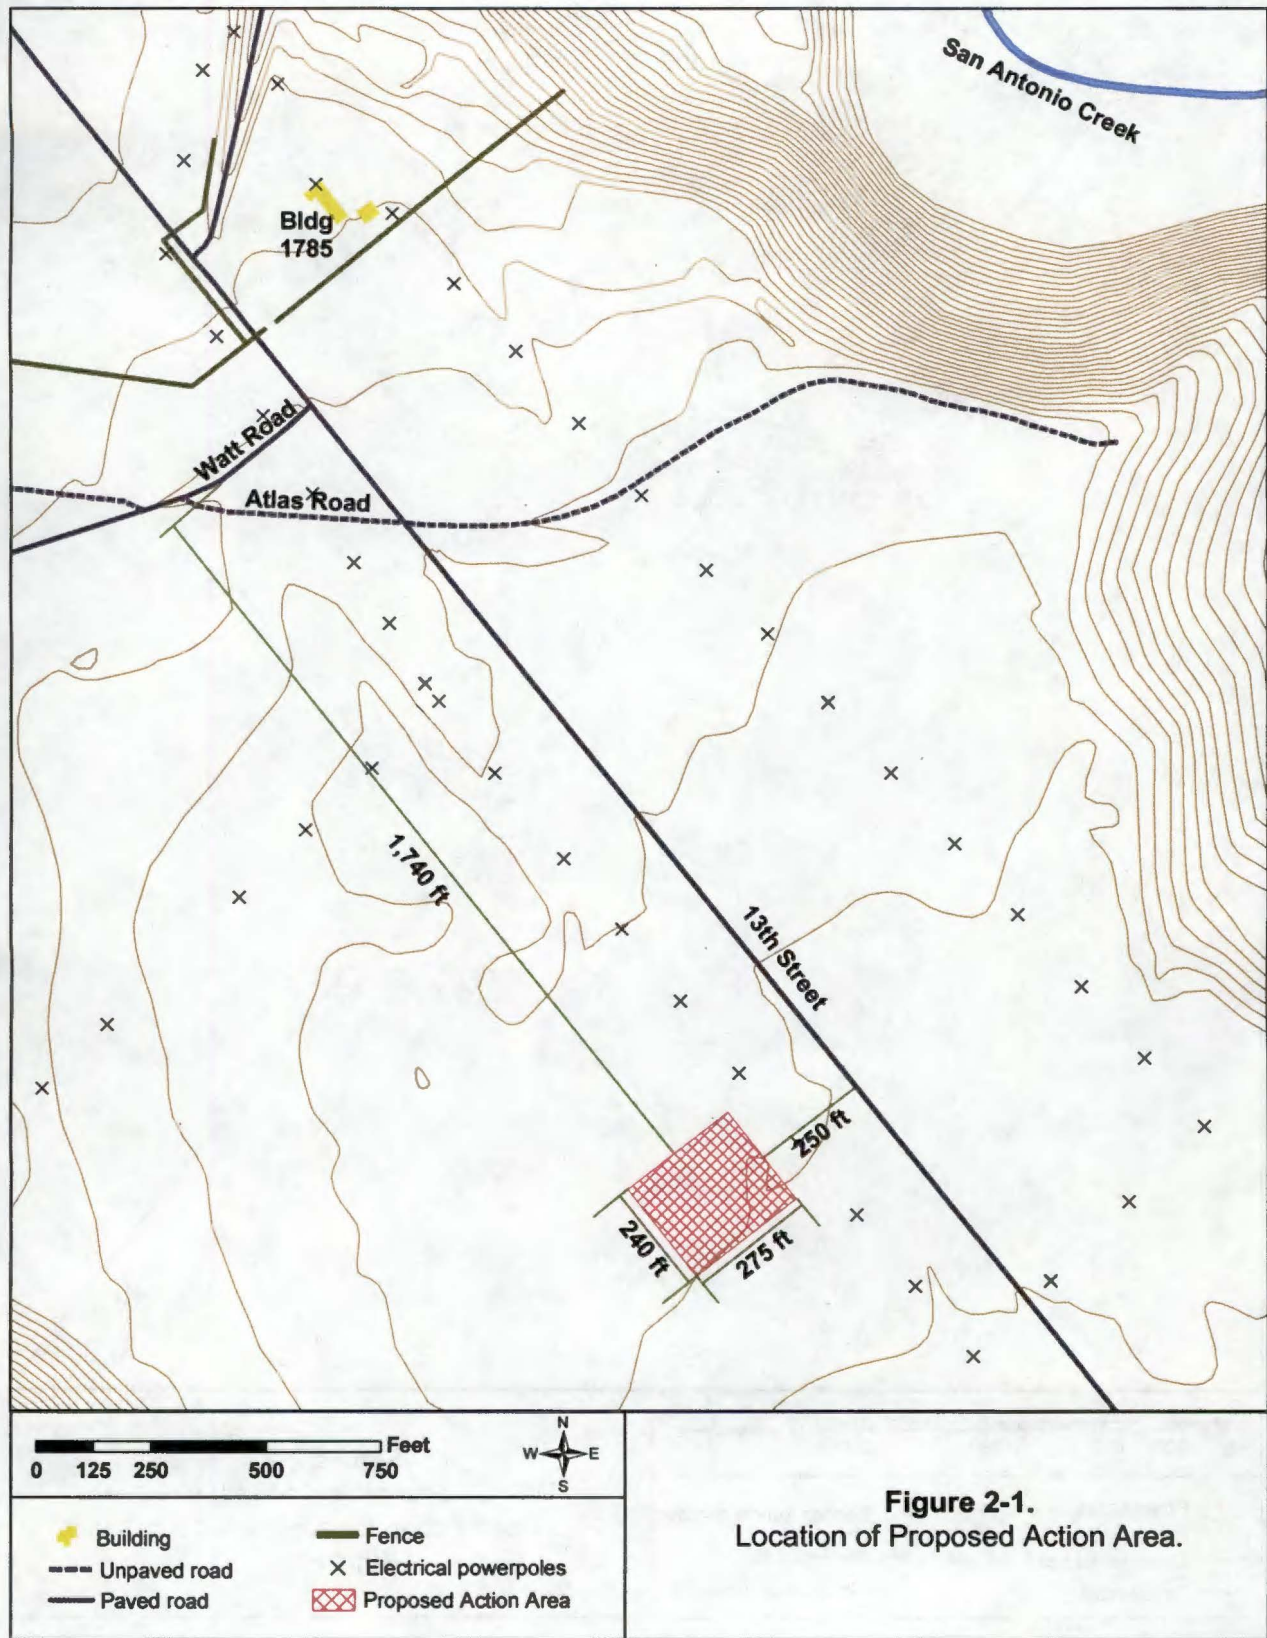 San Antonio Creek
Bldg
1785
Watt Road
Atlas Road
1,740 ft
13th Street
250 ft
240 ft
275 ft
Feet
0 125 250 500 750
N
W E
S
Building
Unpaved road
Paved road
Fence
Electrical powerpoles
Proposed Action Area
Figure 2-1.
Location of Proposed Action Area.